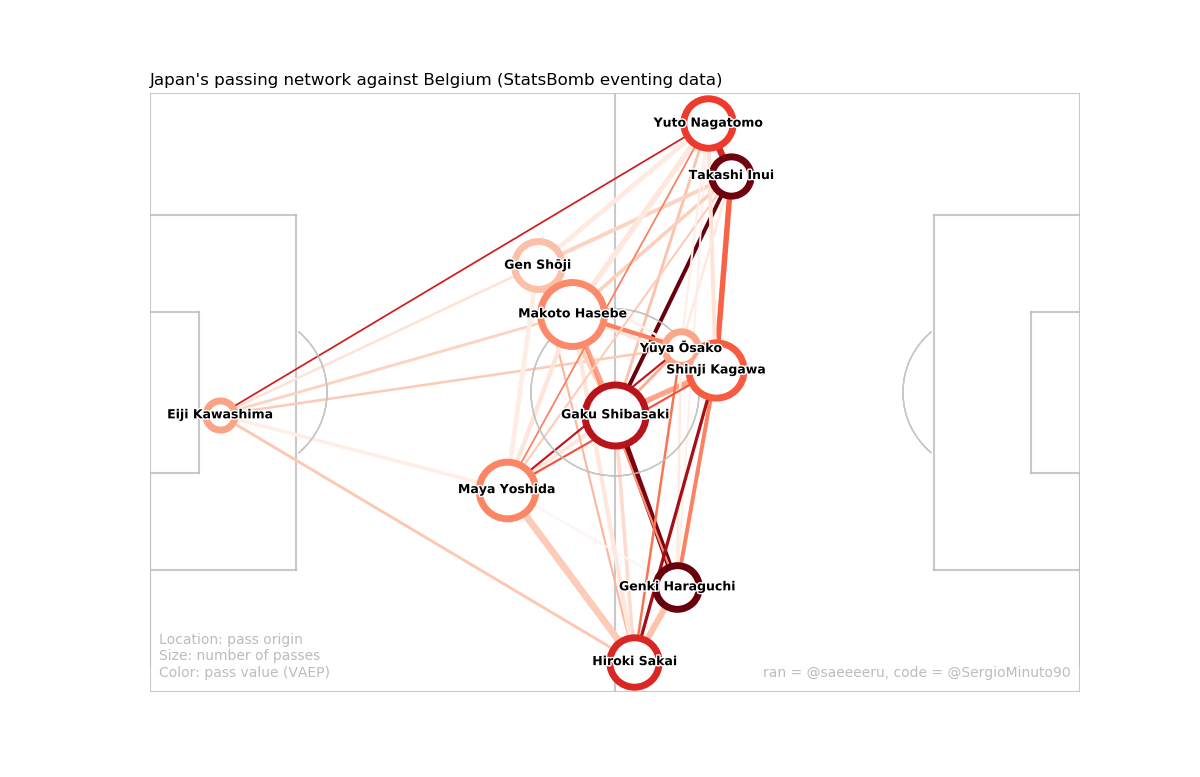 Japan's passing network against Belgium (StatsBomb eventing data)
Yuto Nagatomo
Takashi Inui
Gen Shōji
Makoto Hasebe
Yūya Ōsako
Shinji Kagawa
Eiji Kawashima
Gaku Shibasaki
Maya Yoshida
Genki Haraguchi
Hiroki Sakai
Location: pass origin
Size: number of passes
Color: pass value (VAEP)
ran = @saeeeeru, code = @SergioMinuto90